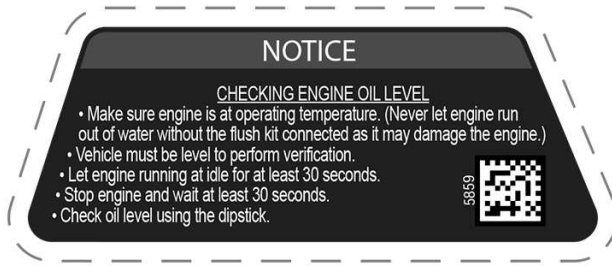 NOTICE
CHECKING ENGINE OIL LEVEL
• Make sure engine is at operating temperature. (Never let engine run
out of water without the flush kit connected as it may damage the engine.)
• Vehicle must be level to perform verification.
• Let engine running at idle for at least 30 seconds.
• Stop engine and wait at least 30 seconds.
• Check oil level using the dipstick.
5859